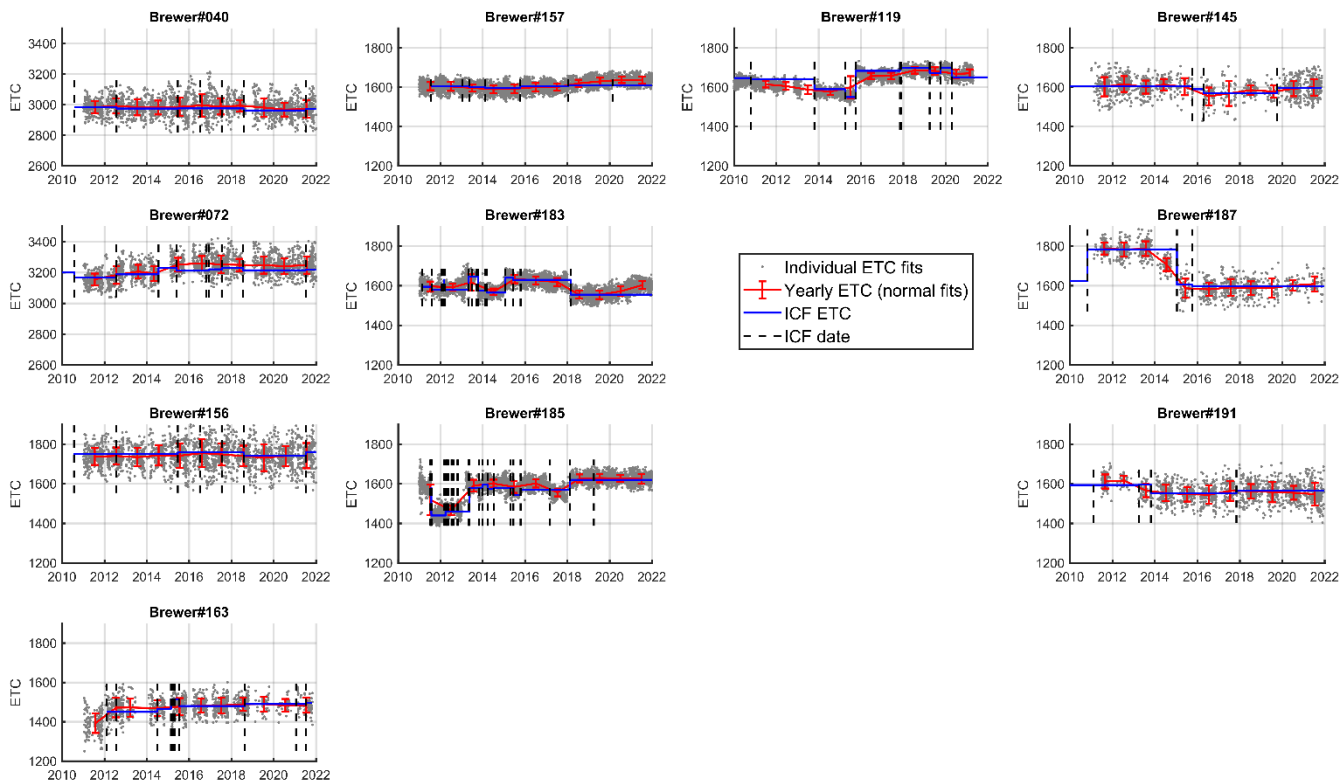 Brewer#040
ETC
3400
3200
3000
2800
2600
2010 2012 2014 2016 2018 2020 2022
Brewer#157
ETC
1800
1600
1400
1200
2010 2012 2014 2016 2018 2020 2022
Brewer#119
ETC
1800
1600
1400
1200
2010 2012 2014 2016 2018 2020 2022
Brewer#145
ETC
1800
1600
1400
1200
2010 2012 2014 2016 2018 2020 2022
Brewer#072
ETC
3400
3200
3000
2800
2600
2010 2012 2014 2016 2018 2020 2022
Brewer#183
ETC
1800
1600
1400
1200
2010 2012 2014 2016 2018 2020 2022
Individual ETC fits
Yearly ETC (normal fits)
ICF ETC
ICF date
Brewer#187
ETC
1800
1600
1400
1200
2010 2012 2014 2016 2018 2020 2022
Brewer#156
ETC
1800
1600
1400
1200
2010 2012 2014 2016 2018 2020 2022
Brewer#185
ETC
1800
1600
1400
1200
2010 2012 2014 2016 2018 2020 2022
Brewer#191
ETC
1800
1600
1400
1200
2010 2012 2014 2016 2018 2020 2022
Brewer#163
ETC
1800
1600
1400
1200
2010 2012 2014 2016 2018 2020 2022